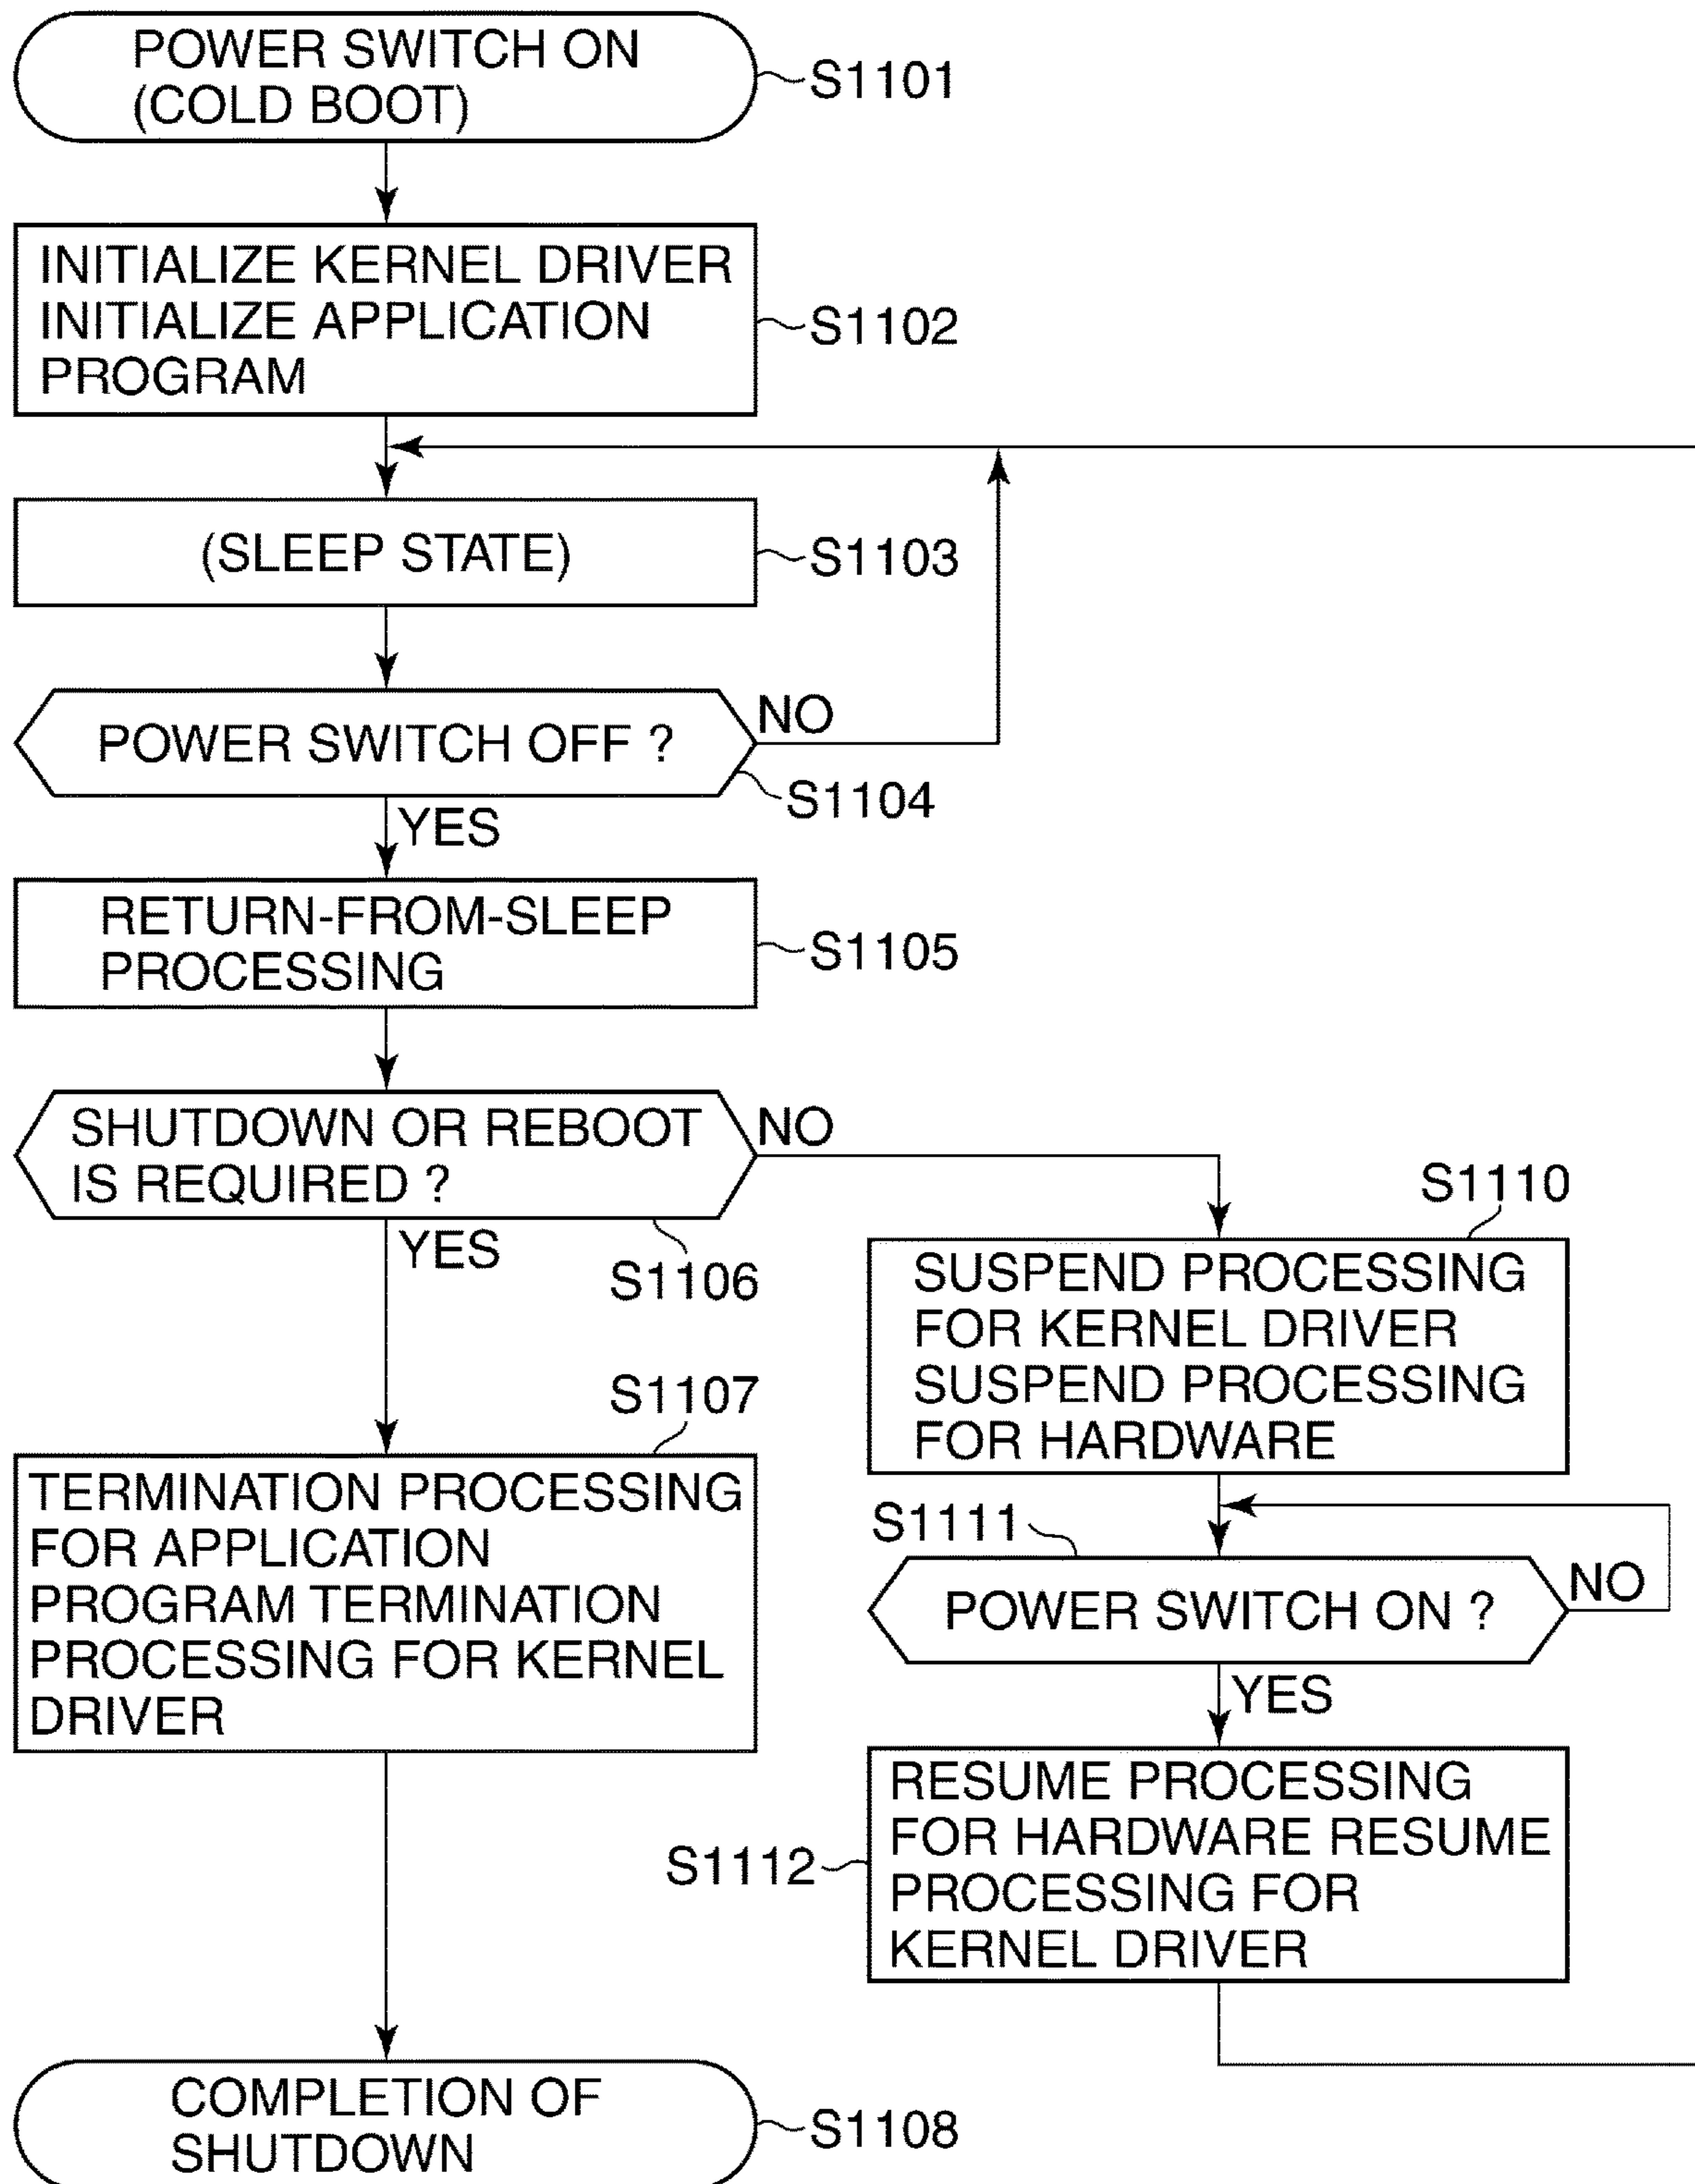 POWER SWITCH ON
(COLD BOOT)
S1101
INITIALIZE KERNEL DRIVER
INITIALIZE APPLICATION
PROGRAM
S1102
(SLEEP STATE)
S1103
POWER SWITCH OFF ?
NO
S1104
YES
RETURN-FROM-SLEEP
PROCESSING
S1105
SHUTDOWN OR REBOOT
IS REQUIRED ?
NO
S1106
YES
S1110
SUSPEND PROCESSING
FOR KERNEL DRIVER
SUSPEND PROCESSING
FOR HARDWARE
S1107
TERMINATION PROCESSING
FOR APPLICATION
PROGRAM TERMINATION
PROCESSING FOR KERNEL
DRIVER
S1111
POWER SWITCH ON ?
NO
YES
RESUME PROCESSING
FOR HARDWARE RESUME
PROCESSING FOR
KERNEL DRIVER
S1112
COMPLETION OF
SHUTDOWN
S1108